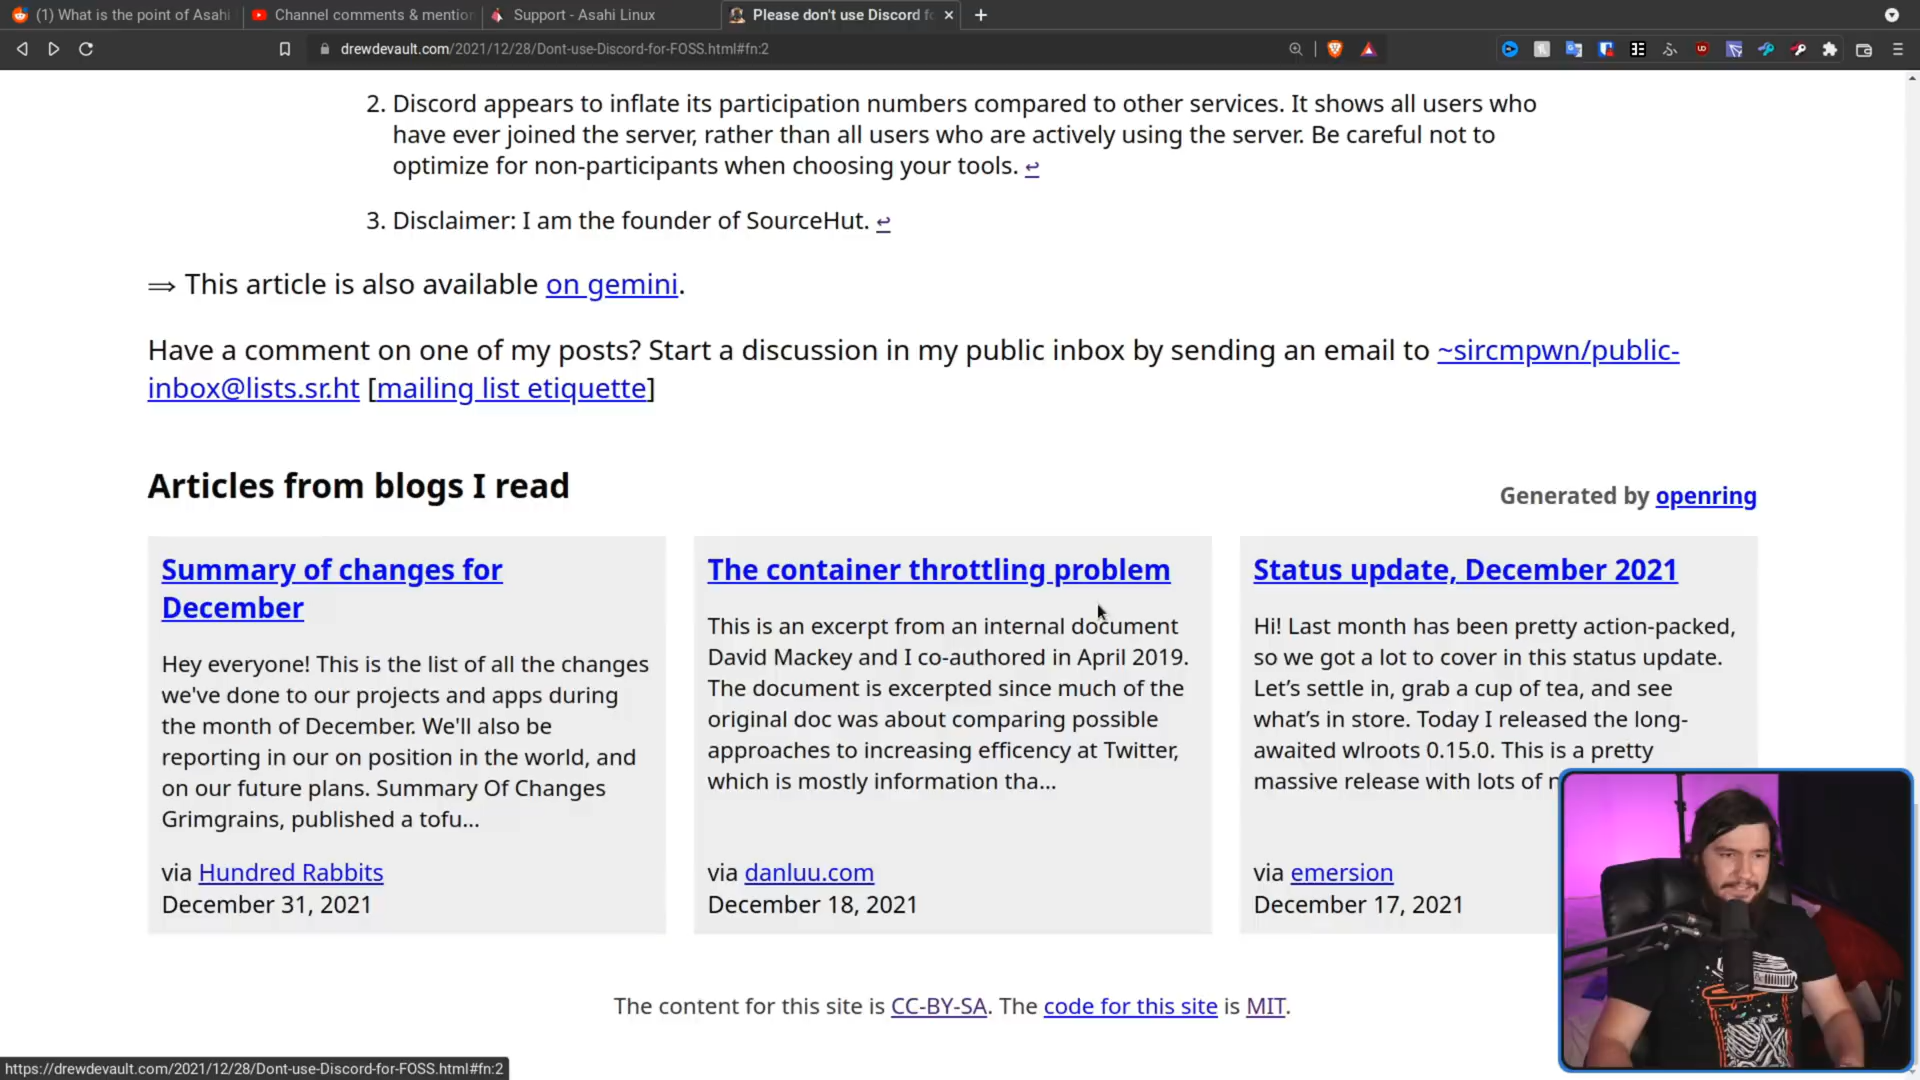 (1) What is the point of Asahi
Channel comments & mention
Support - Asahi Linux
Please don't use Discord fo
drewdevault.com/2021/12/28/Dont-use-Discord-for-FOSS.html#fn:2
2. Discord appears to inflate its participation numbers compared to other services. It shows all users who
have ever joined the server, rather than all users who are actively using the server. Be careful not to
optimize for non-participants when choosing your tools. ↩
3. Disclaimer: I am the founder of SourceHut. ↩
⟹ This article is also available on gemini.
Have a comment on one of my posts? Start a discussion in my public inbox by sending an email to ~sircmpwn/public-
inbox@lists.sr.ht [mailing list etiquette]
Articles from blogs I read
Generated by openring
Summary of changes for
December
Hey everyone! This is the list of all the changes
we've done to our projects and apps during
the month of December. We'll also be
reporting in our on position in the world, and
on our future plans. Summary Of Changes
Grimgrains, published a tofu…
via Hundred Rabbits
December 31, 2021
The container throttling problem
This is an excerpt from an internal document
David Mackey and I co-authored in April 2019.
The document is excerpted since much of the
original doc was about comparing possible
approaches to increasing efficency at Twitter,
which is mostly information tha…
via danluu.com
December 18, 2021
Status update, December 2021
Hi! Last month has been pretty action-packed,
so we got a lot to cover in this status update.
Let's settle in, grab a cup of tea, and see
what's in store. Today I released the long-
awaited wlroots 0.15.0. This is a pretty
massive release with lots of
via emersion
December 17, 2021
The content for this site is CC-BY-SA. The code for this site is MIT.
https://drewdevault.com/2021/12/28/Dont-use-Discord-for-FOSS.html#fn:2